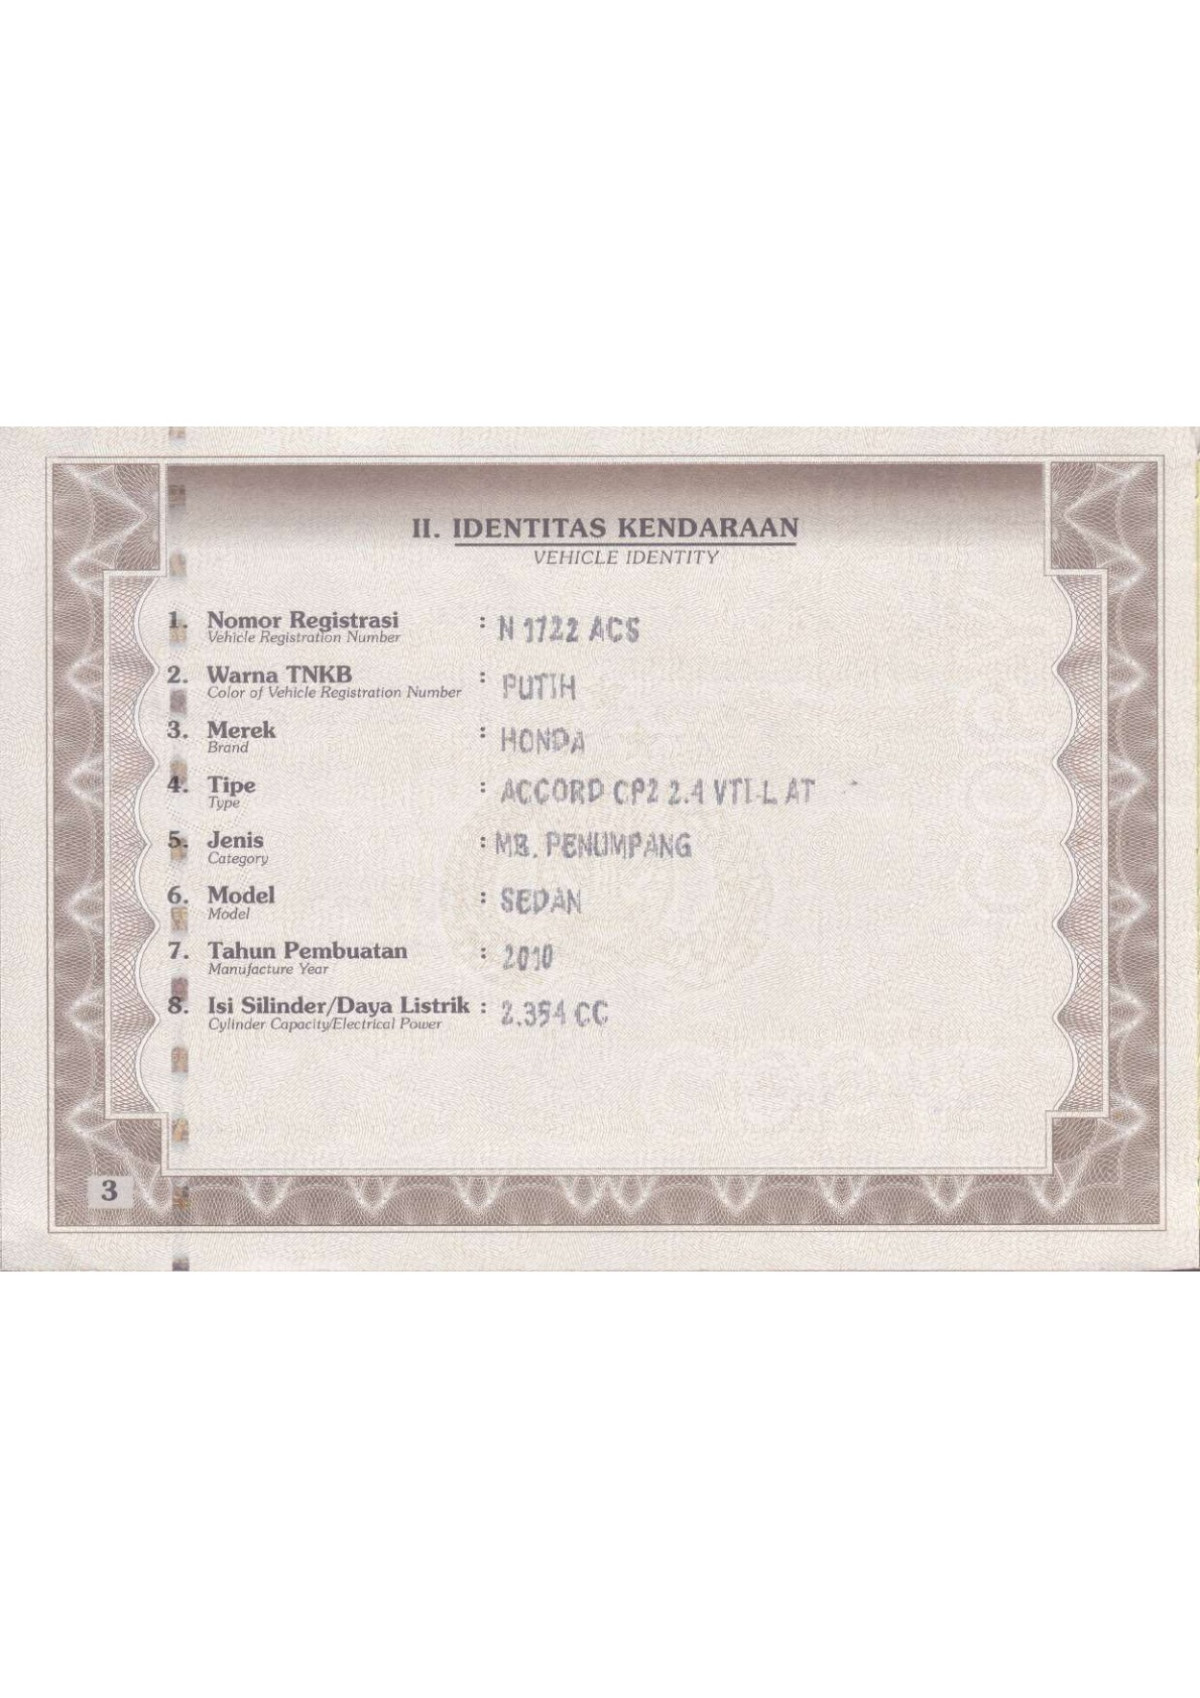 II. IDENTITAS KENDARAAN
VEHICLE IDENTITY
1. Nomor Registrasi : N 1722 ACS
Vehicle Registration Number
2. Warna TNKB : PUTIH
Color of Vehicle Registration Number
3. Merek : HONDA
Brand
4. Tipe : ACCORD CP2 2.4 VTI-L AT
Type
5. Jenis : MB. PENUMPANG
Category
6. Model : SEDAN
Model
7. Tahun Pembuatan : 2010
Manufacture Year
8. Isi Silinder/Daya Listrik : 2.354 CC
Cylinder Capacity/Electrical Power
3